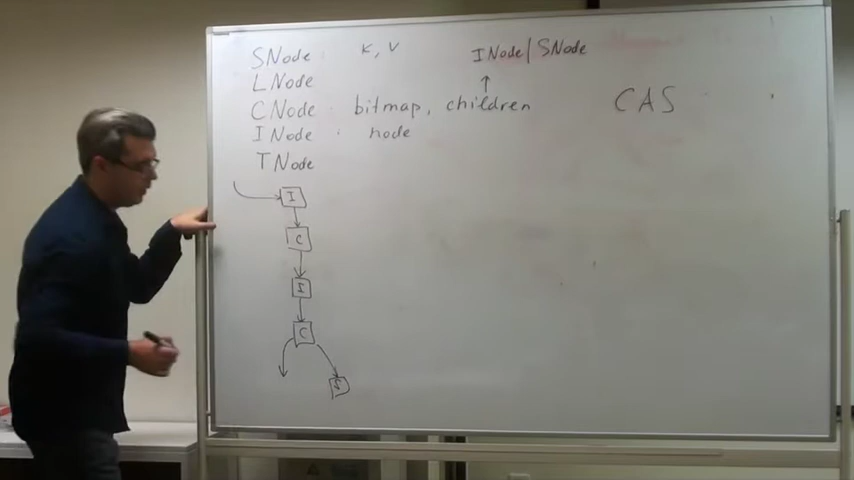 SNode : K, V INode/SNode
LNode
CNode : bitmap, children CAS
INode : node
TNode
I
C
I
C
S